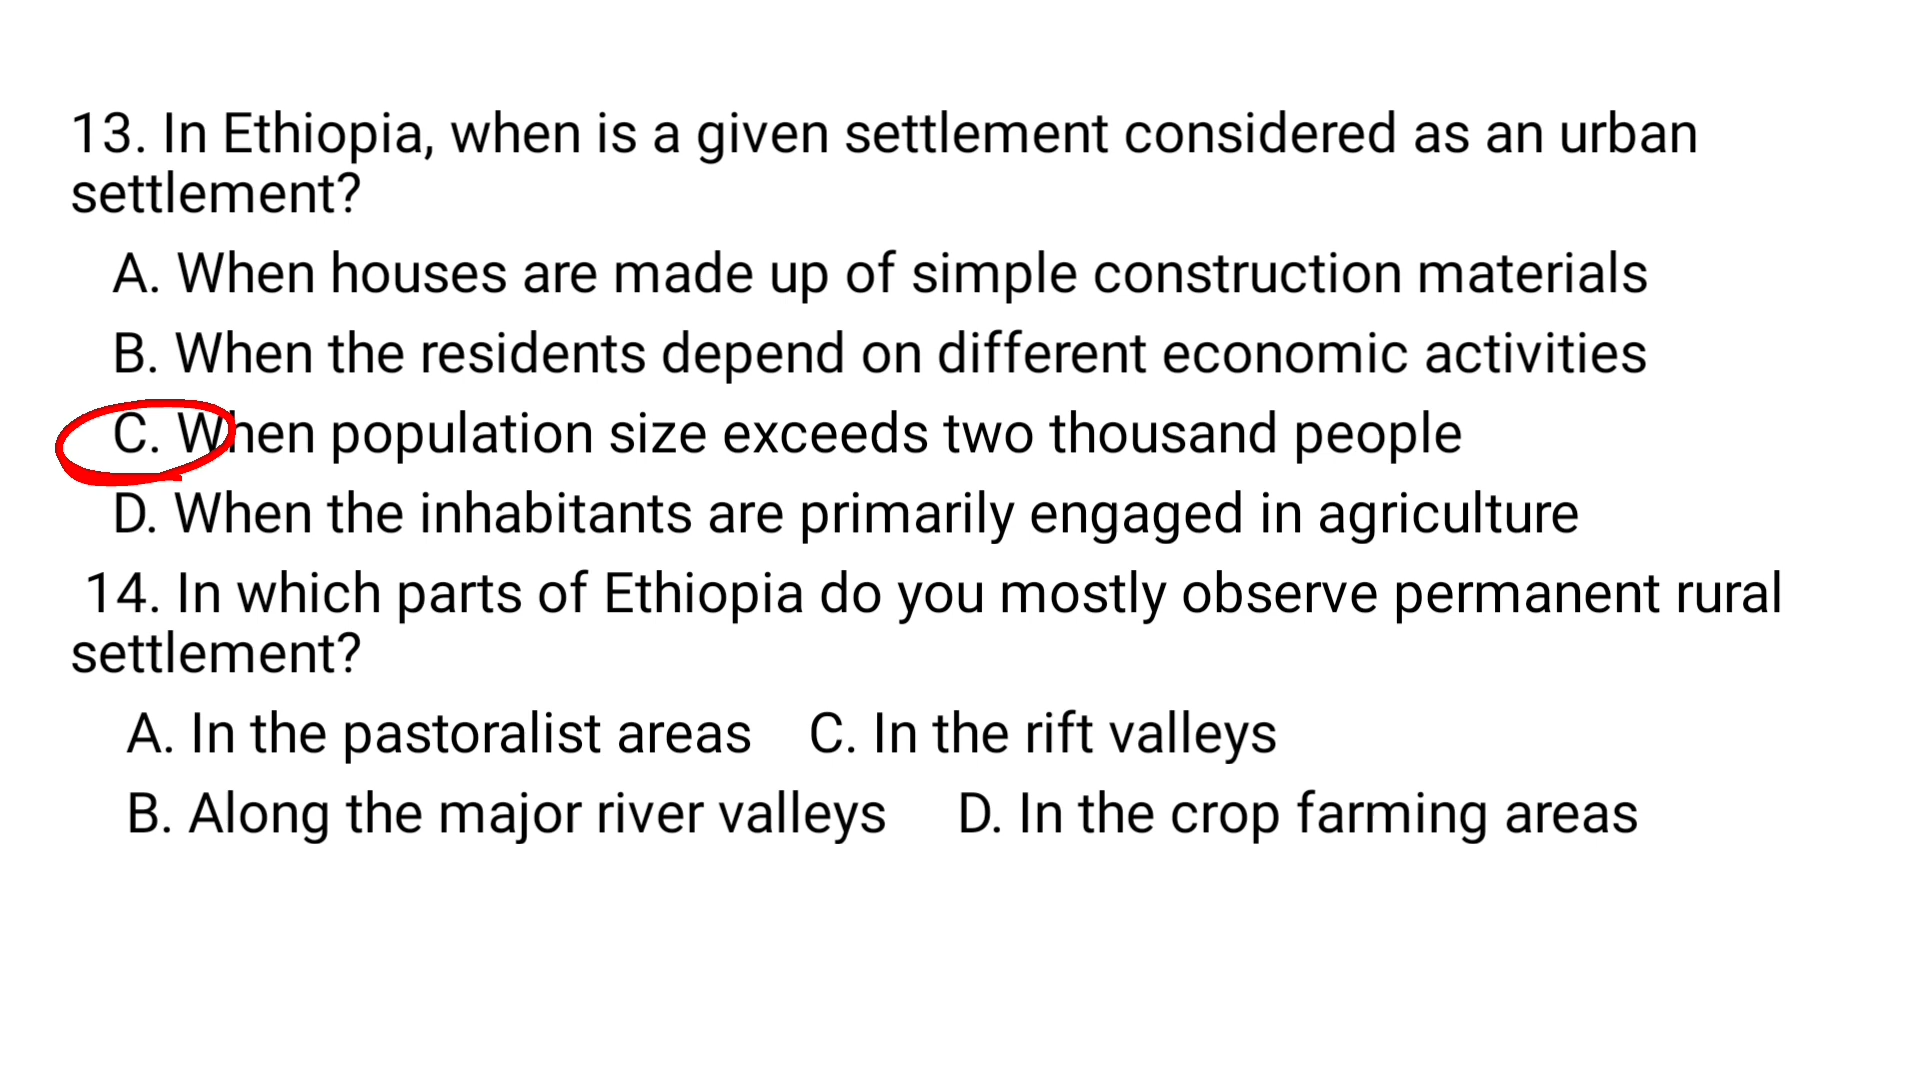 13. In Ethiopia, when is a given settlement considered as an urban
settlement?
A. When houses are made up of simple construction materials
B. When the residents depend on different economic activities
C. When population size exceeds two thousand people
D. When the inhabitants are primarily engaged in agriculture
14. In which parts of Ethiopia do you mostly observe permanent rural
settlement?
A. In the pastoralist areas C. In the rift valleys
B. Along the major river valleys D. In the crop farming areas